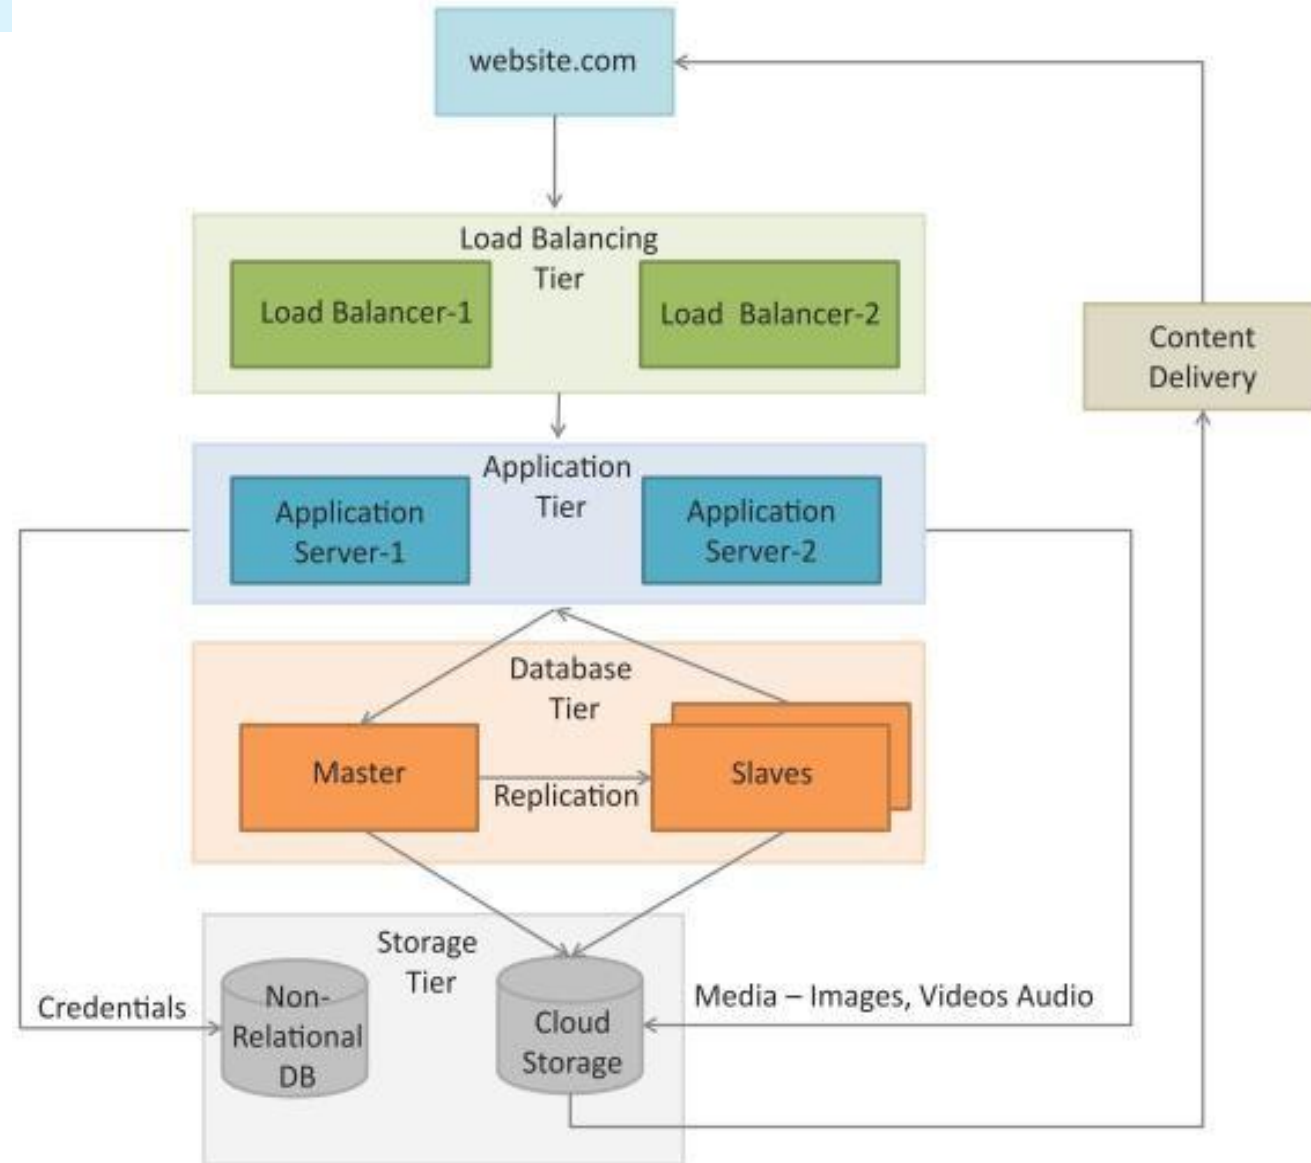 website.com
Load Balancing
Tier
Load Balancer-1
Load Balancer-2
Content
Delivery
Application
Tier
Application
Server-1
Application
Server-2
Database
Tier
Master
Replication
Slaves
Storage
Tier
Credentials
Non-
Relational
DB
Cloud
Storage
Media – Images, Videos Audio